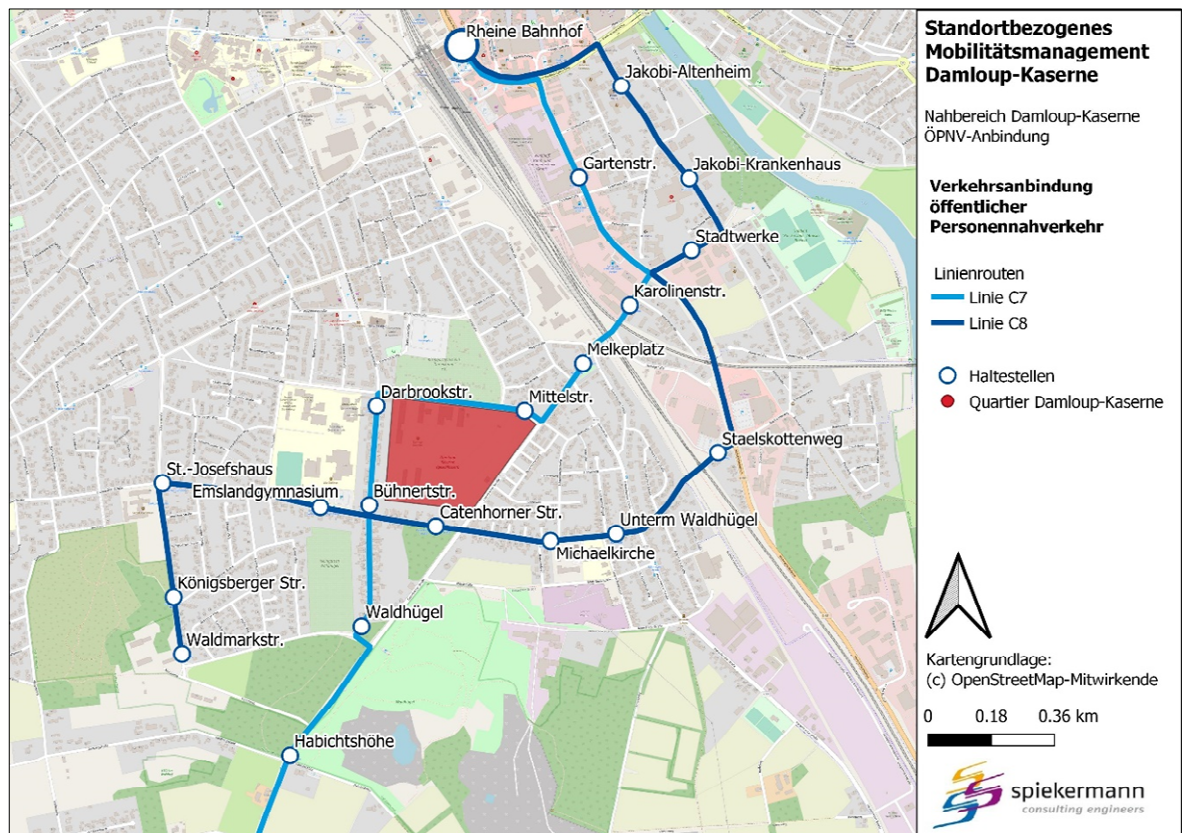 Rheine Bahnhof
Jakobi-Altenheim
Gartenstr.
Jakobi-Krankenhaus
Stadtwerke
Karolinenstr.
Melkeplatz
Darbrookstr.
Mittelstr.
Staelskottenweg
St.-Josefshaus
Emslandgymnasium
Bühnertstr.
Catenhorner Str.
Unterm Waldhügel
Michaelkirche
Königsberger Str.
Waldhügel
Waldmarkstr.
Habichtshöhe
Standortbezogenes
Mobilitätsmanagement
Damloup-Kaserne
Nahbereich Damloup-Kaserne
ÖPNV-Anbindung
Verkehrsanbindung
öffentlicher
Personennahverkehr
Linienrouten
Linie C7
Linie C8
Haltestellen
Quartier Damloup-Kaserne
Kartengrundlage:
(c) OpenStreetMap-Mitwirkende
0 0.18 0.36 km
spiekermann
consulting engineers